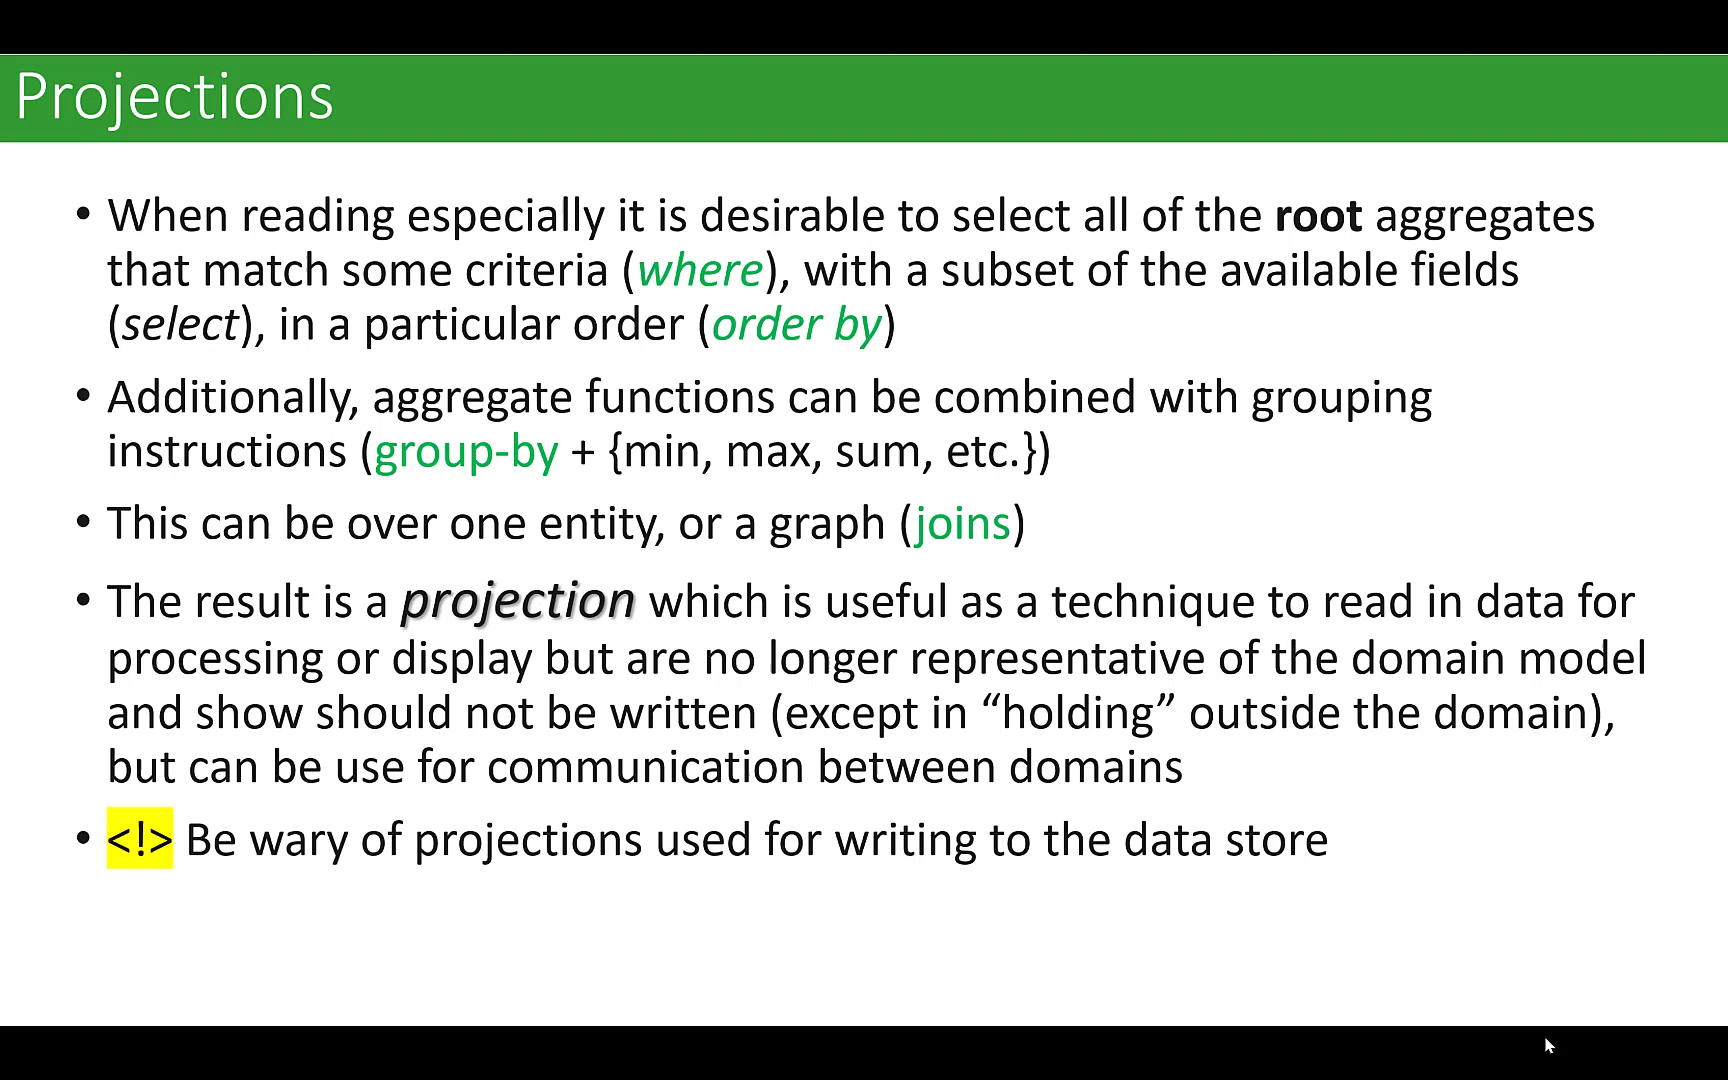 Projections
• When reading especially it is desirable to select all of the root aggregates
that match some criteria (where), with a subset of the available fields
(select), in a particular order (order by)
• Additionally, aggregate functions can be combined with grouping
instructions (group-by + {min, max, sum, etc.})
• This can be over one entity, or a graph (joins)
• The result is a projection which is useful as a technique to read in data for
processing or display but are no longer representative of the domain model
and show should not be written (except in “holding” outside the domain),
but can be use for communication between domains
• <!> Be wary of projections used for writing to the data store